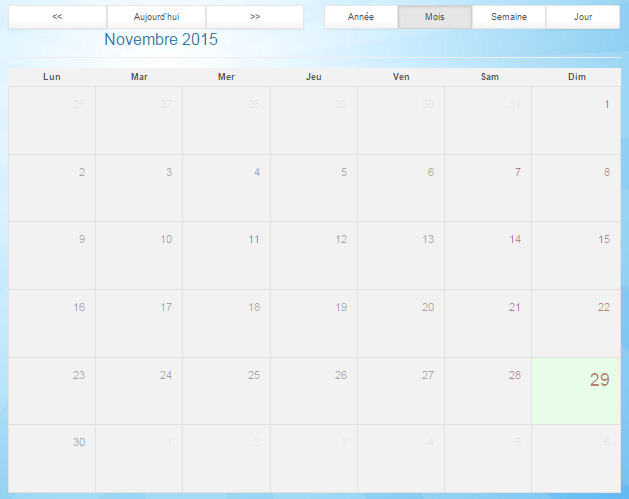 << Aujourd'hui >> Année Mois Semaine Jour
Novembre 2015
Lun Mar Mer Jeu Ven Sam Dim
26 27 28 29 30 31 1
2 3 4 5 6 7 8
9 10 11 12 13 14 15
16 17 18 19 20 21 22
23 24 25 26 27 28 29
30 1 2 3 4 5 6